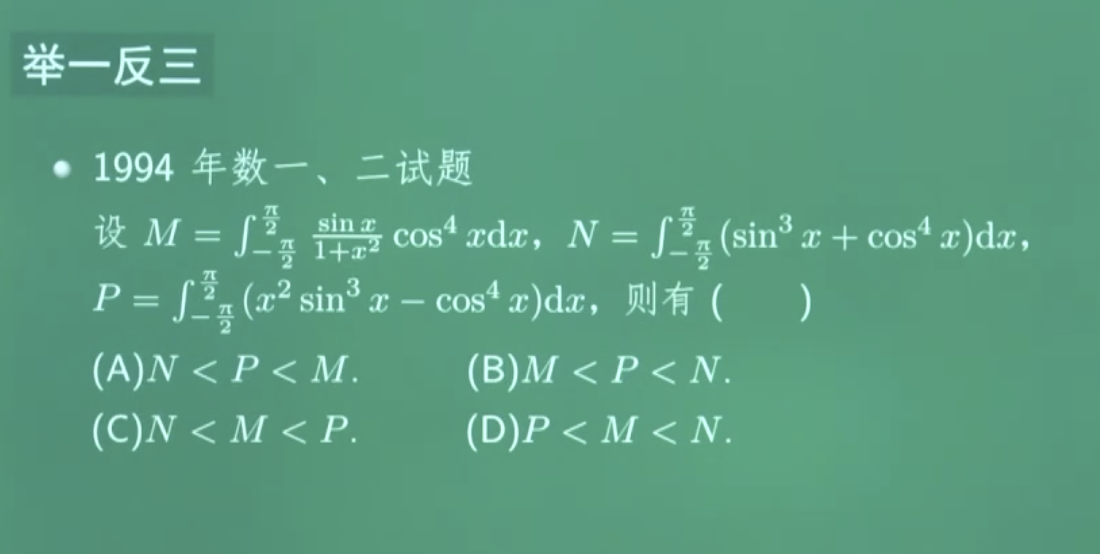 举一反三
1994 年数一、二试题
设 $M = \int_{-\frac{\pi}{2}}^{\frac{\pi}{2}} \frac{\sin x}{1+x^2} \cos^4 x\mathrm{d}x$，$N = \int_{-\frac{\pi}{2}}^{\frac{\pi}{2}} (\sin^3 x + \cos^4 x)\mathrm{d}x$，
$P = \int_{-\frac{\pi}{2}}^{\frac{\pi}{2}} (x^2 \sin^3 x - \cos^4 x)\mathrm{d}x$，则有 (  )
(A)$N < P < M$. (B)$M < P < N$.
(C)$N < M < P$. (D)$P < M < N$.